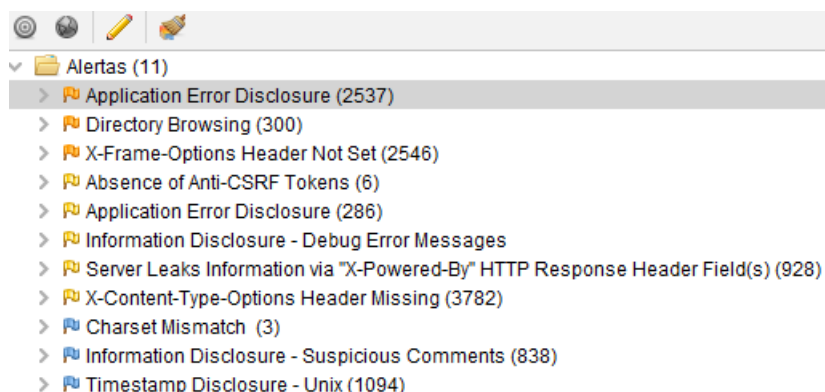 Alertas (11)
Application Error Disclosure (2537)
Directory Browsing (300)
X-Frame-Options Header Not Set (2546)
Absence of Anti-CSRF Tokens (6)
Application Error Disclosure (286)
Information Disclosure - Debug Error Messages
Server Leaks Information via "X-Powered-By" HTTP Response Header Field(s) (928)
X-Content-Type-Options Header Missing (3782)
Charset Mismatch (3)
Information Disclosure - Suspicious Comments (838)
Timestamp Disclosure - Unix (1094)